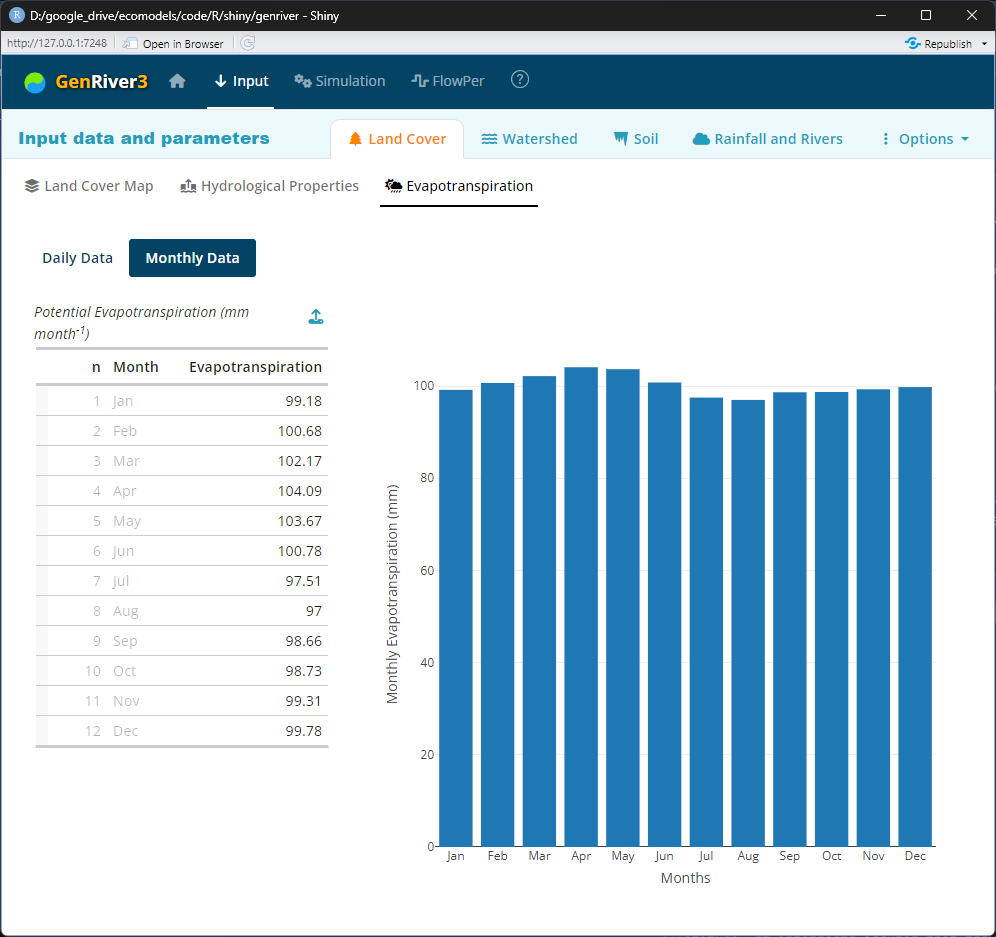 D:/google_drive/ecomodels/code/R/shiny/genriver - Shiny
http://127.0.0.1:7248 Open in Browser Republish
GenRiver3 Input Simulation FlowPer ?
Input data and parameters Land Cover Watershed Soil Rainfall and Rivers Options
Land Cover Map Hydrological Properties Evapotranspiration
Daily Data Monthly Data
Potential Evapotranspiration (mm
month-1)
n Month Evapotranspiration
1 Jan 99.18
2 Feb 100.68
3 Mar 102.17
4 Apr 104.09
5 May 103.67
6 Jun 100.78
7 Jul 97.51
8 Aug 97
9 Sep 98.66
10 Oct 98.73
11 Nov 99.31
12 Dec 99.78
Monthly Evapotranspiration (mm)
100
80
60
40
20
0
Jan Feb Mar Apr May Jun Jul Aug Sep Oct Nov Dec
Months